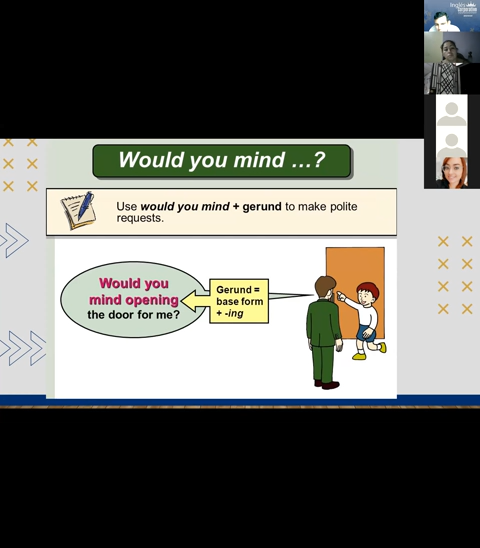 Would you mind …?
Use would you mind + gerund to make polite
requests.
Would you
mind opening
the door for me?
Gerund =
base form
+ -ing